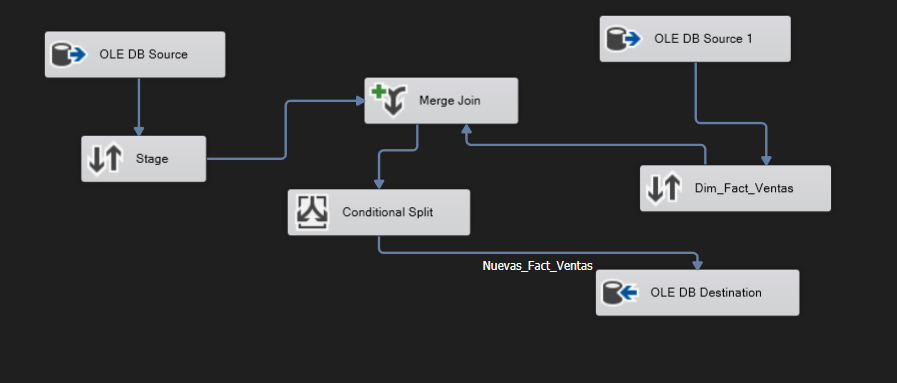 OLE DB Source
OLE DB Source 1
Merge Join
Stage
Dim_Fact_Ventas
Conditional Split
Nuevas_Fact_Ventas
OLE DB Destination